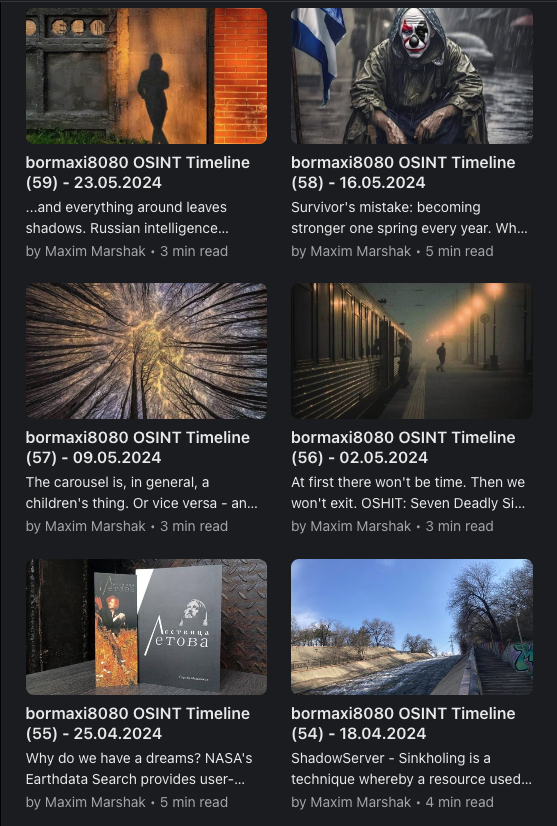 bormaxi8080 OSINT Timeline
(59) - 23.05.2024
...and everything around leaves
shadows. Russian intelligence...
by Maxim Marshak • 3 min read
bormaxi8080 OSINT Timeline
(58) - 16.05.2024
Survivor's mistake: becoming
stronger one spring every year. Wh...
by Maxim Marshak • 5 min read
bormaxi8080 OSINT Timeline
(57) - 09.05.2024
The carousel is, in general, a
children's thing. Or vice versa - an...
by Maxim Marshak • 3 min read
bormaxi8080 OSINT Timeline
(56) - 02.05.2024
At first there won't be time. Then we
won't exit. OSHIT: Seven Deadly Si...
by Maxim Marshak • 3 min read
Лестница
Летова
Лестница
Летова
bormaxi8080 OSINT Timeline
(55) - 25.04.2024
Why do we have a dreams? NASA's
Earthdata Search provides user-...
by Maxim Marshak • 5 min read
bormaxi8080 OSINT Timeline
(54) - 18.04.2024
ShadowServer - Sinkholing is a
technique whereby a resource used...
by Maxim Marshak • 4 min read